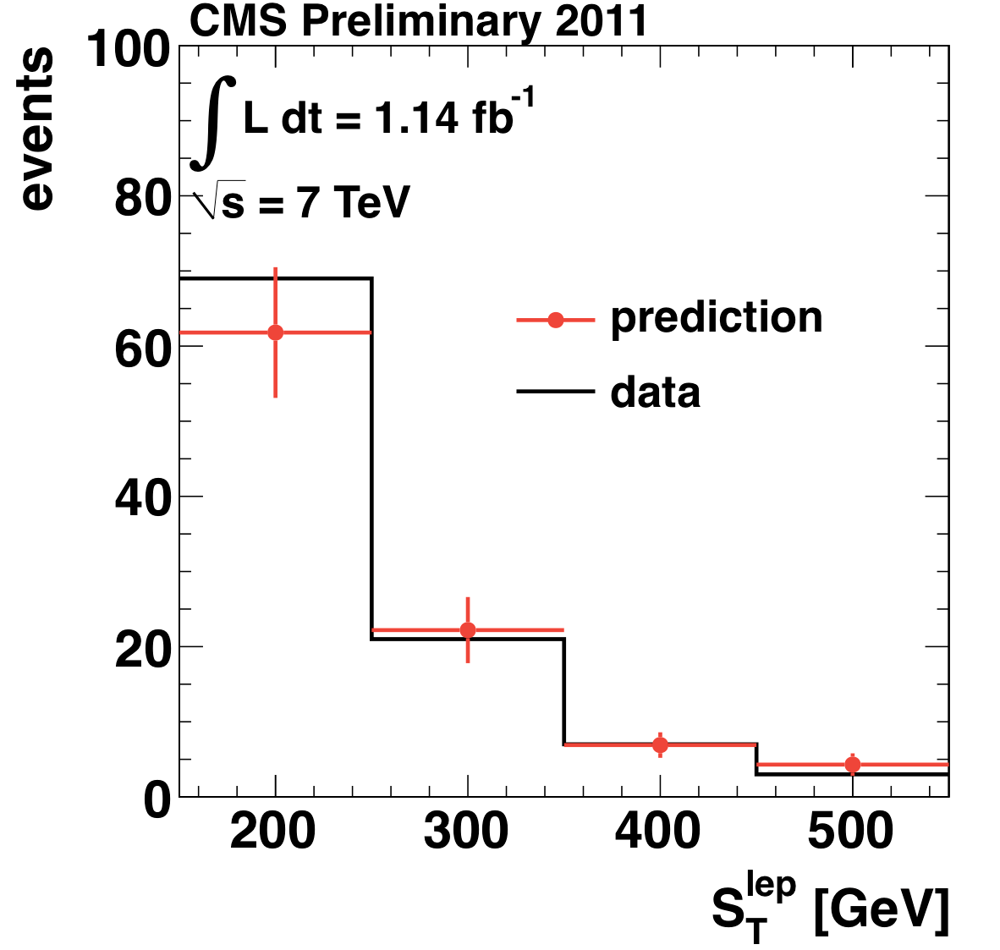 CMS Preliminary 2011
events
100
80
60
40
20
0
∫ L dt = 1.14 fb⁻¹
√s = 7 TeV
prediction
data
200 300 400 500
S_T^lep [GeV]